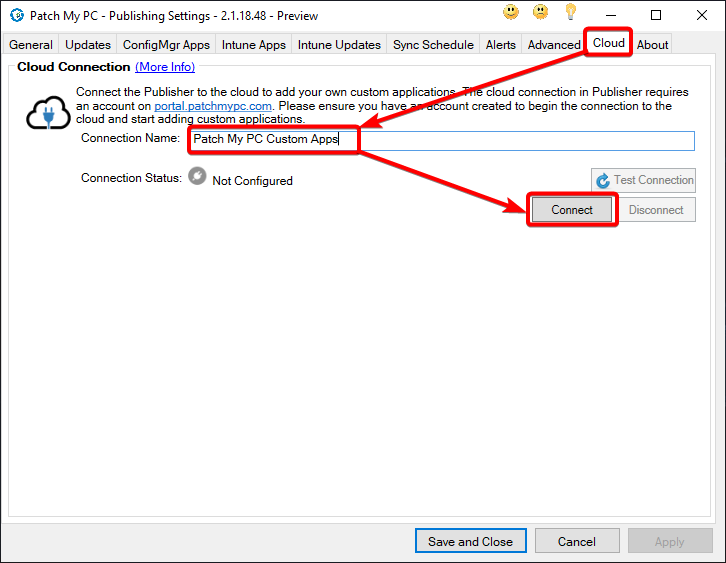 Patch My PC - Publishing Settings - 2.1.18.48 - Preview
General Updates ConfigMgr Apps Intune Apps Intune Updates Sync Schedule Alerts Advanced Cloud About
Cloud Connection (More Info)
Connect the Publisher to the cloud to add your own custom applications. The cloud connection in Publisher requires
an account on portal.patchmypc.com. Please ensure you have an account created to begin the connection to the
cloud and start adding custom applications.
Connection Name: Patch My PC Custom Apps
Connection Status: Not Configured Test Connection
Connect Disconnect
Save and Close Cancel Apply